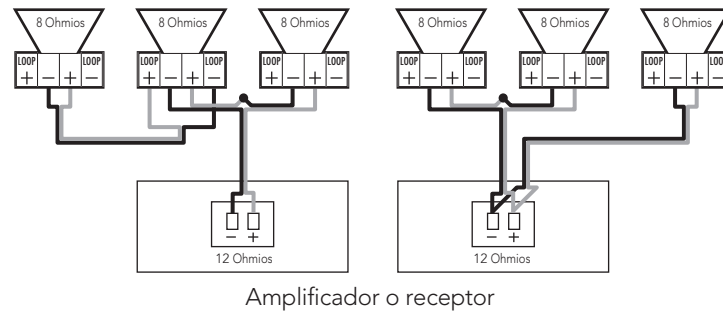 8 Ohmios 8 Ohmios 8 Ohmios 8 Ohmios 8 Ohmios 8 Ohmios
LOOP LOOP LOOP LOOP LOOP LOOP LOOP LOOP LOOP LOOP LOOP LOOP
+ − + − + − + − + − + − + − + − + − + − + − + −
− + − +
12 Ohmios 12 Ohmios
Amplificador o receptor